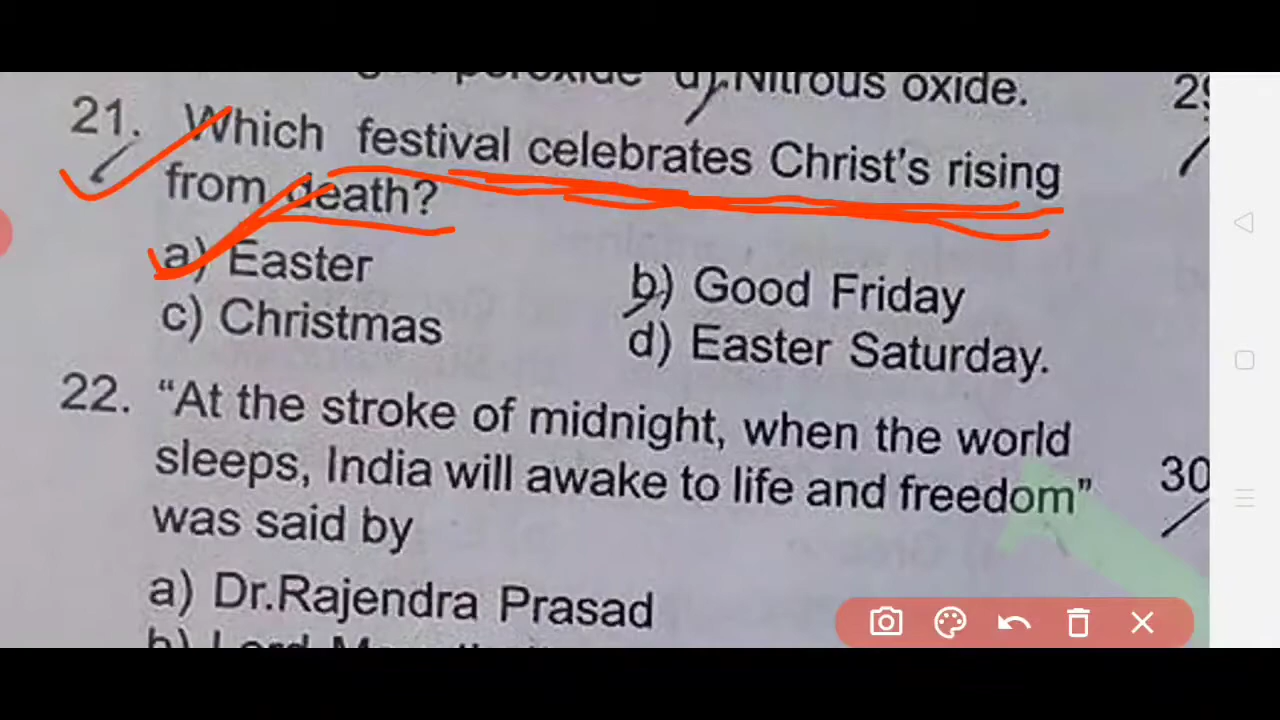 peroxide d) Nitrous oxide.
29
21. Which festival celebrates Christ's rising
from death?
a) Easter
b) Good Friday
c) Christmas
d) Easter Saturday.
22. "At the stroke of midnight, when the world
sleeps, India will awake to life and freedom"
was said by
30
a) Dr.Rajendra Prasad
b) Lord